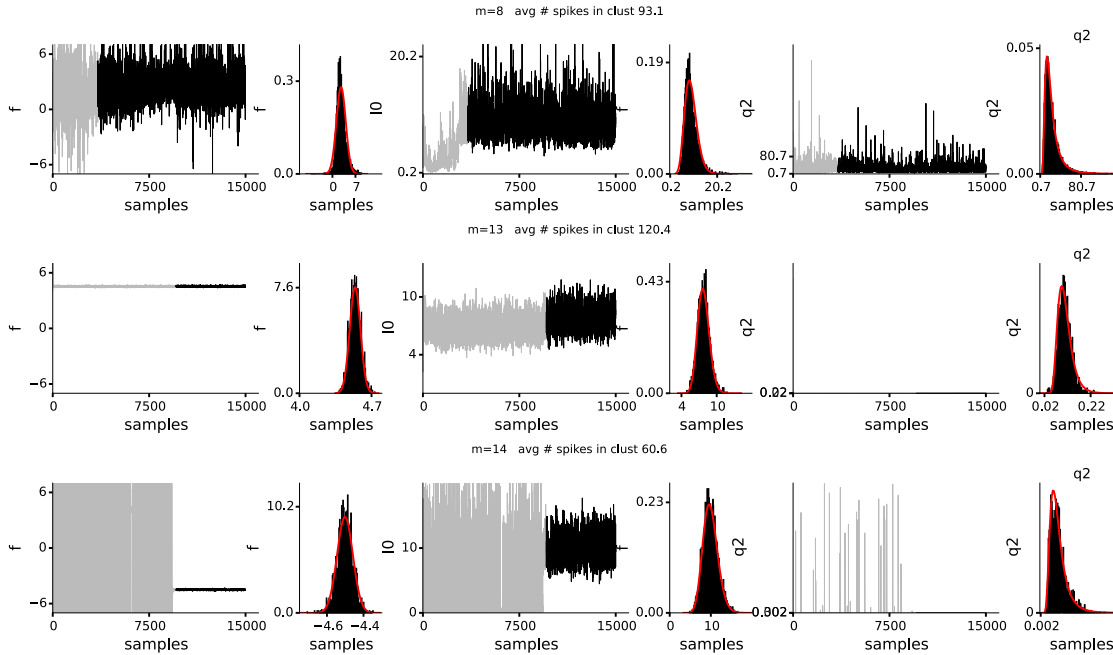 m=8 avg # spikes in clust 93.1
q2
6
0
−6
f
0 7500 15000
samples
0.3
0.0
f
0 7
samples
20.2
0.2
l0
0 7500 15000
samples
0.19
0.00
f
0.2 20.2
samples
80.7
0.7
q2
0 7500 15000
samples
0.05
0.00
0.7 80.7
samples
m=13 avg # spikes in clust 120.4
q2
6
0
−6
f
0 7500 15000
samples
7.6
0.0
f
4.0 4.7
samples
10
4
l0
0 7500 15000
samples
0.43
0.00
f
4 10
samples
q2
0 7500 15000
samples
0
q2
0.02 0.22
samples
m=14 avg # spikes in clust 60.6
q2
6
0
−6
f
0 7500 15000
samples
10.2
0.0
f
−4.6 −4.4
samples
10
0
l0
0 7500 15000
samples
0.23
0.00
f
10
samples
q2
0 7500 15000
samples
0
q2
0.002
samples